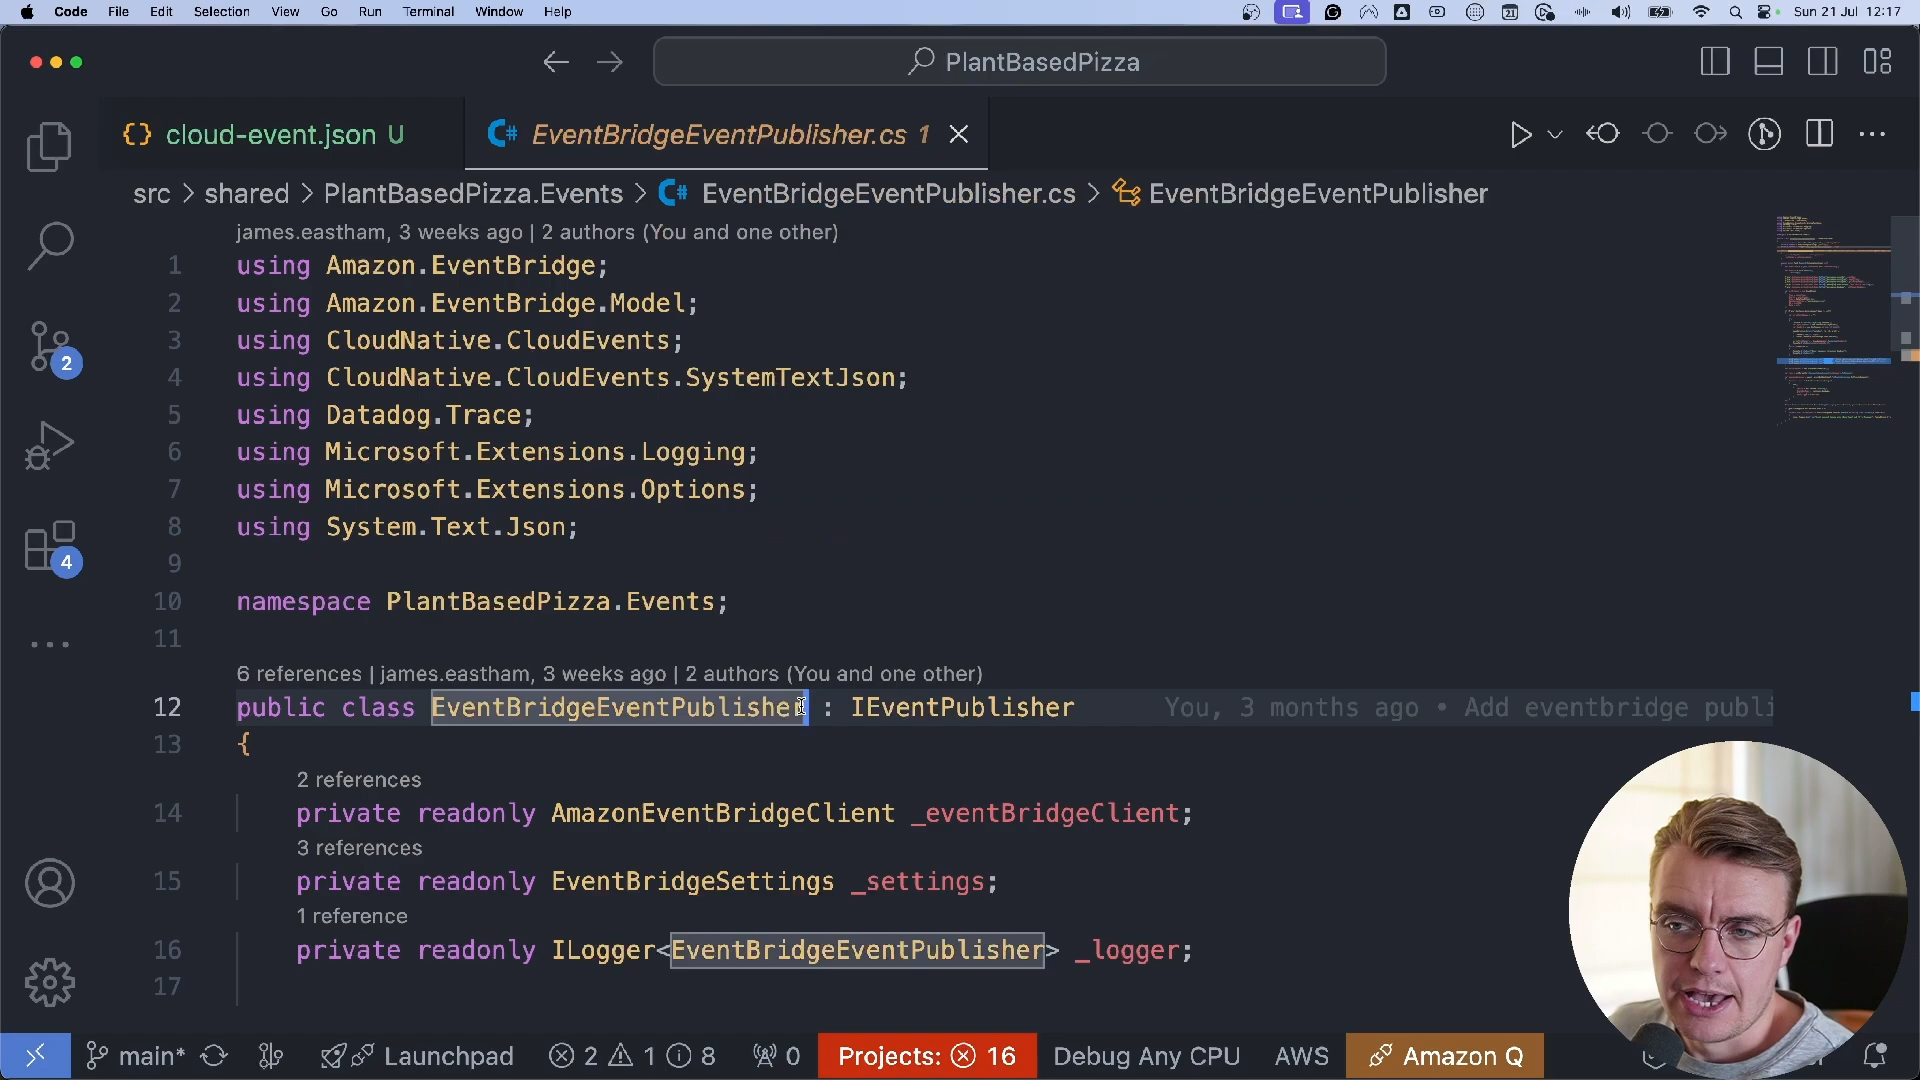 Code File Edit Selection View Go Run Terminal Window Help 21 Sun 21 Jul 12:17
PlantBasedPizza
{} cloud-event.json U
C# EventBridgeEventPublisher.cs 1
src > shared > PlantBasedPizza.Events > C# EventBridgeEventPublisher.cs > EventBridgeEventPublisher
james.eastham, 3 weeks ago | 2 authors (You and one other)
1 using Amazon.EventBridge;
2 using Amazon.EventBridge.Model;
3 using CloudNative.CloudEvents;
4 using CloudNative.CloudEvents.SystemTextJson;
5 using Datadog.Trace;
6 using Microsoft.Extensions.Logging;
7 using Microsoft.Extensions.Options;
8 using System.Text.Json;
9
10 namespace PlantBasedPizza.Events;
11
6 references | james.eastham, 3 weeks ago | 2 authors (You and one other)
12 public class EventBridgeEventPublisher : IEventPublisher You, 3 months ago • Add eventbridge publi
13 {
2 references
14 private readonly AmazonEventBridgeClient _eventBridgeClient;
3 references
15 private readonly EventBridgeSettings _settings;
1 reference
16 private readonly ILogger<EventBridgeEventPublisher> _logger;
17
2
4
main* Launchpad 2 1 8 0 Projects: 16 Debug Any CPU AWS Amazon Q